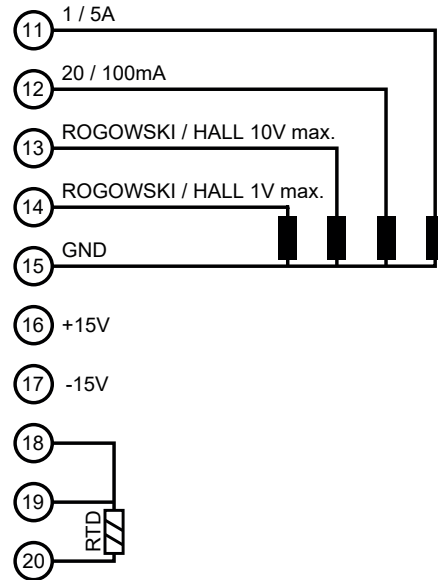 11 1 / 5A
12 20 / 100mA
13 ROGOWSKI / HALL 10V max.
14 ROGOWSKI / HALL 1V max.
15 GND
16 +15V
17 -15V
18
19
RTD
20